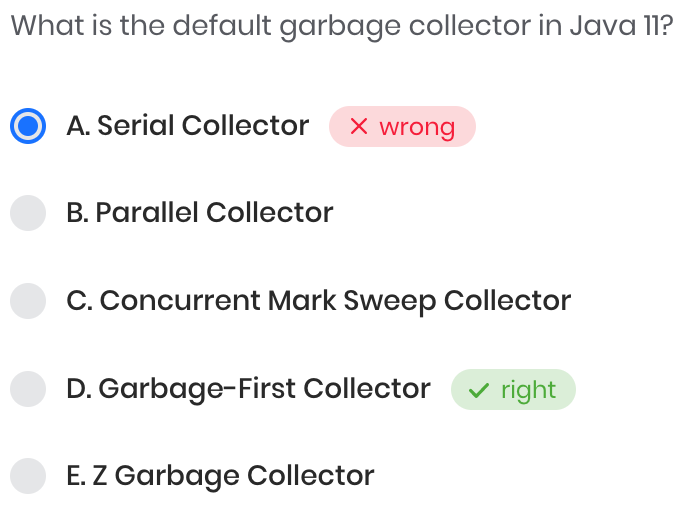 What is the default garbage collector in Java 11?
A. Serial Collector × wrong
B. Parallel Collector
C. Concurrent Mark Sweep Collector
D. Garbage-First Collector ✓ right
E. Z Garbage Collector